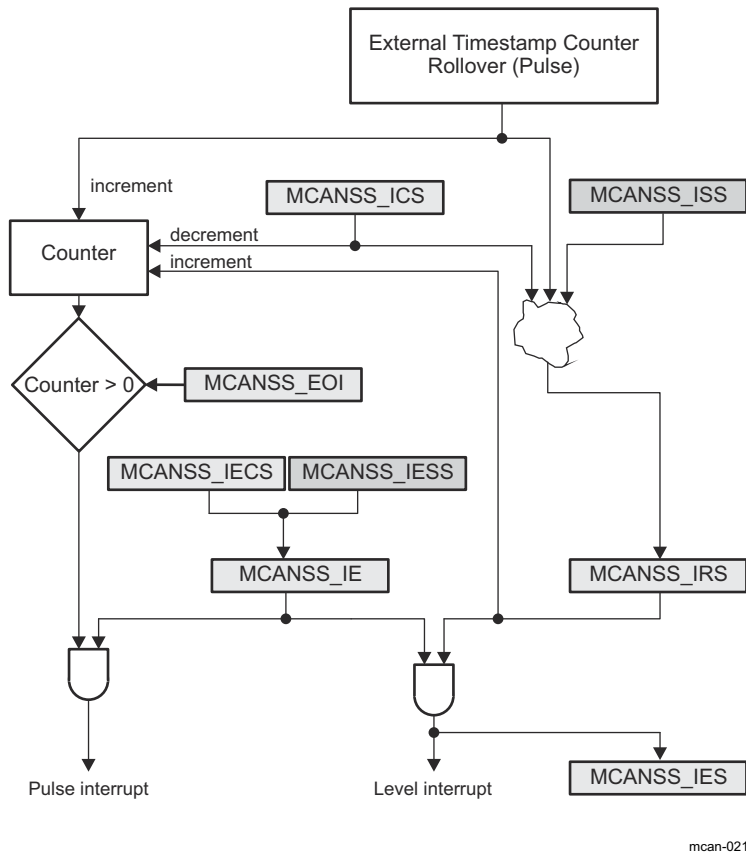 External Timestamp Counter
Rollover (Pulse)
increment
MCANSS_ICS
MCANSS_ISS
decrement
Counter
increment
Counter > 0
MCANSS_EOI
MCANSS_IECS
MCANSS_IESS
MCANSS_IE
MCANSS_IRS
MCANSS_IES
Pulse interrupt
Level interrupt
mcan-021